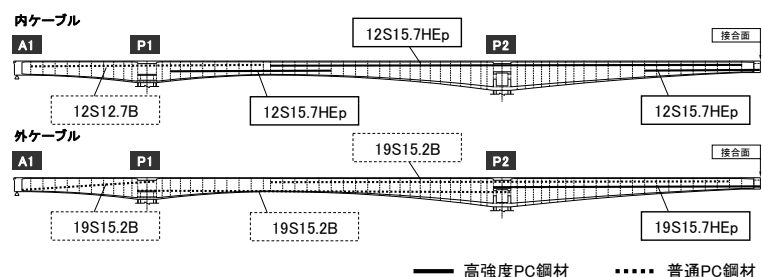 内ケーブル
A1
P1
12S15.7HEp
P2
接合面
12S12.7B
12S15.7HEp
12S15.7HEp
外ケーブル
A1
P1
19S15.2B
P2
接合面
19S15.2B
19S15.2B
19S15.7HEp
高強度PC鋼材
普通PC鋼材